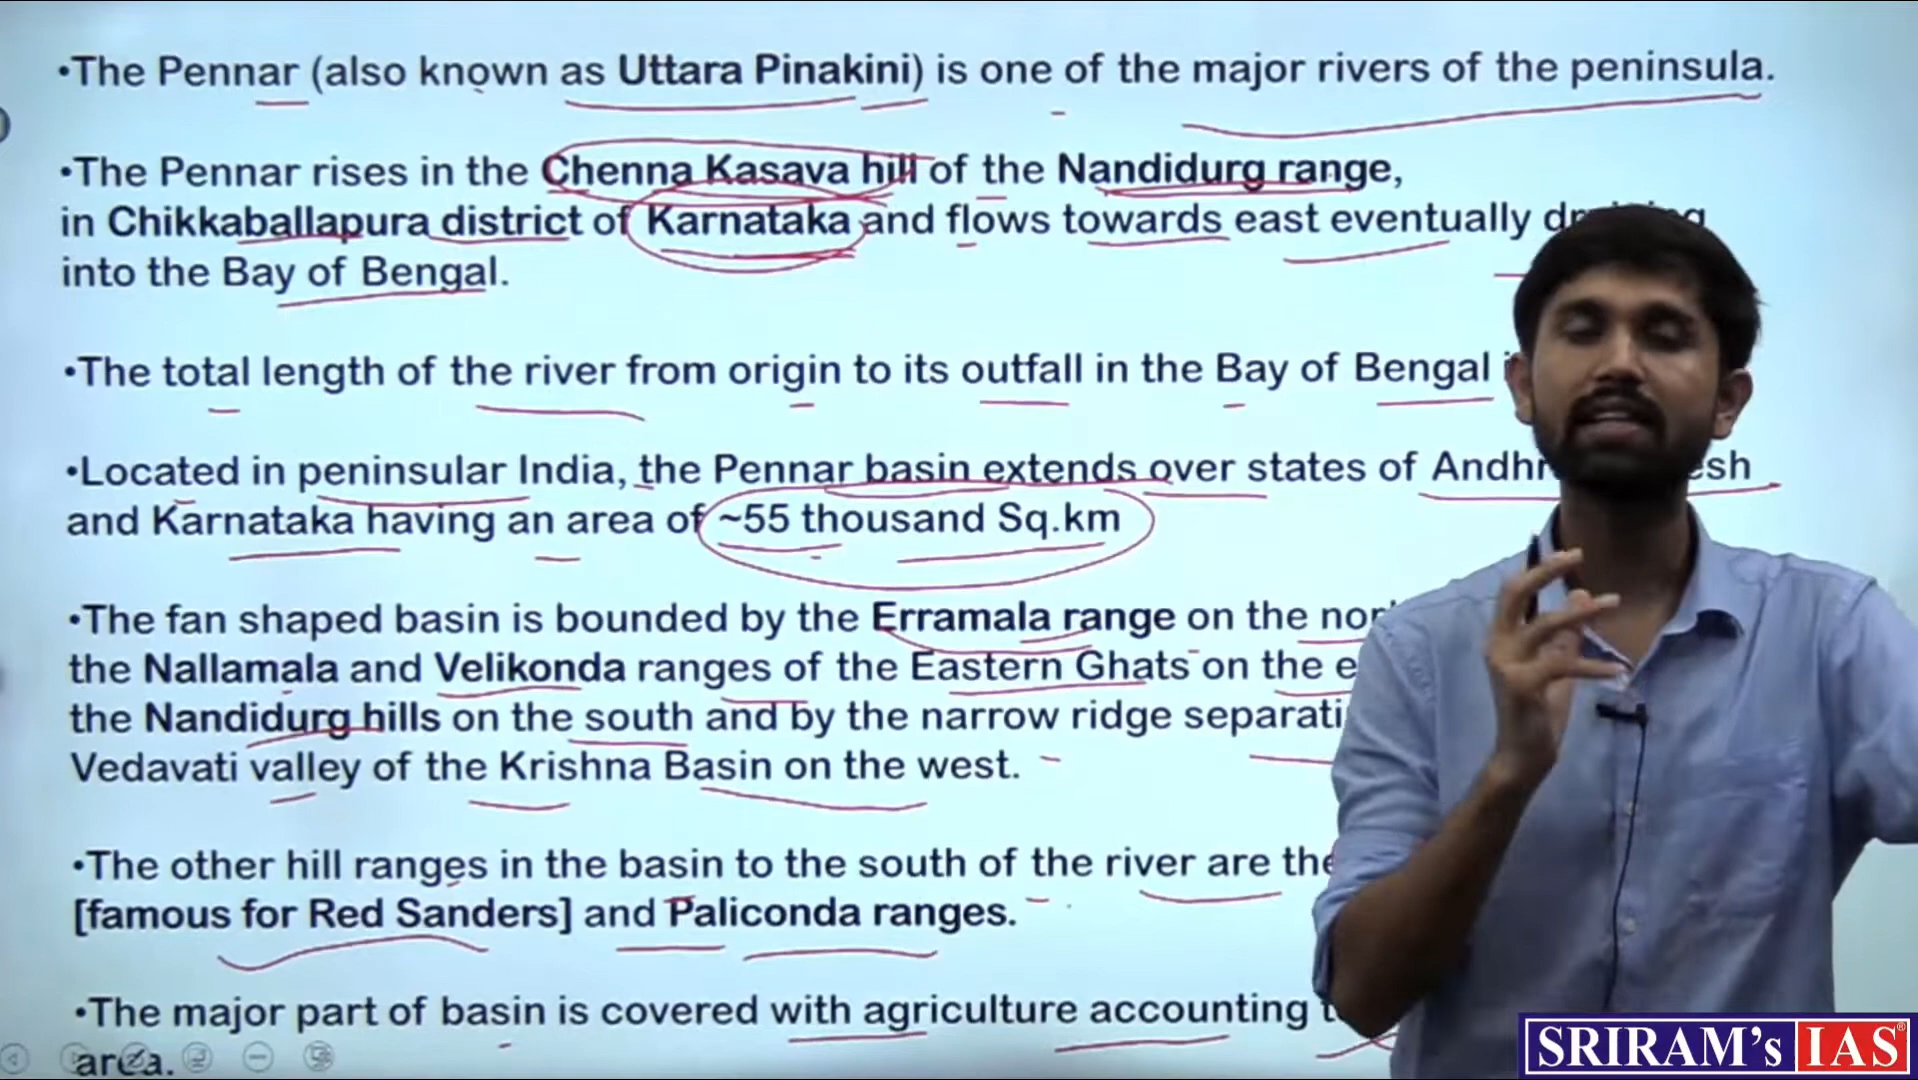 •The Pennar (also known as Uttara Pinakini) is one of the major rivers of the peninsula.
•The Pennar rises in the Chenna Kasava hill of the Nandidurg range,
in Chikkaballapura district of Karnataka and flows towards east eventually
into the Bay of Bengal.
•The total length of the river from origin to its outfall in the Bay of Bengal
•Located in peninsular India, the Pennar basin extends over states of
and Karnataka having an area of ~55 thousand Sq.km
•The fan shaped basin is bounded by the Erramala range on the
the Nallamala and Velikonda ranges of the Eastern Ghats on the
the Nandidurg hills on the south and by the narrow ridge
Vedavati valley of the Krishna Basin on the west.
•The other hill ranges in the basin to the south of the river are the
[famous for Red Sanders] and Paliconda ranges.
•The major part of basin is covered with agriculture accounting
area.
SRIRAM's IAS®